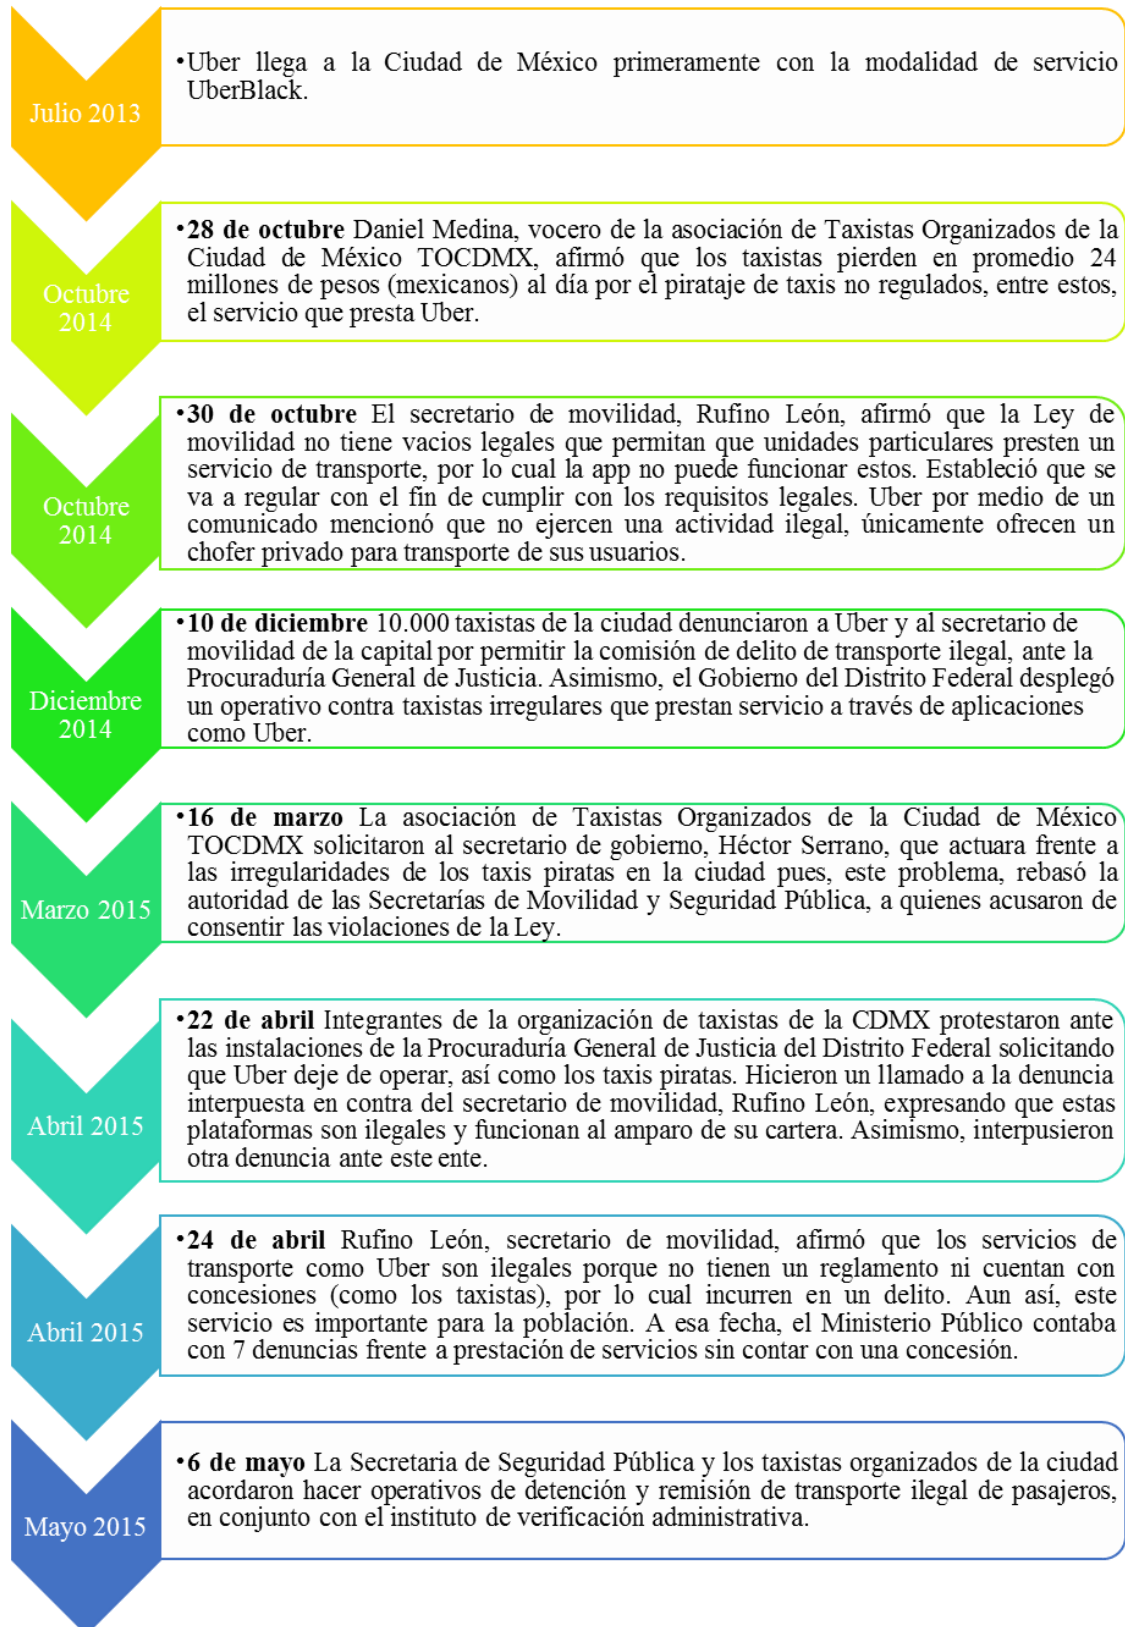 Julio 2013
•Uber llega a la Ciudad de México primeramente con la modalidad de servicio
UberBlack.
Octubre
2014
•28 de octubre Daniel Medina, vocero de la asociación de Taxistas Organizados de la
Ciudad de México TOCDMX, afirmó que los taxistas pierden en promedio 24
millones de pesos (mexicanos) al día por el pirataje de taxis no regulados, entre estos,
el servicio que presta Uber.
Octubre
2014
•30 de octubre El secretario de movilidad, Rufino León, afirmó que la Ley de
movilidad no tiene vacios legales que permitan que unidades particulares presten un
servicio de transporte, por lo cual la app no puede funcionar estos. Estableció que se
va a regular con el fin de cumplir con los requisitos legales. Uber por medio de un
comunicado mencionó que no ejercen una actividad ilegal, únicamente ofrecen un
chofer privado para transporte de sus usuarios.
Diciembre
2014
•10 de diciembre 10.000 taxistas de la ciudad denunciaron a Uber y al secretario de
movilidad de la capital por permitir la comisión de delito de transporte ilegal, ante la
Procuraduría General de Justicia. Asimismo, el Gobierno del Distrito Federal desplegó
un operativo contra taxistas irregulares que prestan servicio a través de aplicaciones
como Uber.
Marzo 2015
•16 de marzo La asociación de Taxistas Organizados de la Ciudad de México
TOCDMX solicitaron al secretario de gobierno, Héctor Serrano, que actuara frente a
las irregularidades de los taxis piratas en la ciudad pues, este problema, rebasó la
autoridad de las Secretarías de Movilidad y Seguridad Pública, a quienes acusaron de
consentir las violaciones de la Ley.
Abril 2015
•22 de abril Integrantes de la organización de taxistas de la CDMX protestaron ante
las instalaciones de la Procuraduría General de Justicia del Distrito Federal solicitando
que Uber deje de operar, así como los taxis piratas. Hicieron un llamado a la denuncia
interpuesta en contra del secretario de movilidad, Rufino León, expresando que estas
plataformas son ilegales y funcionan al amparo de su cartera. Asimismo, interpusieron
otra denuncia ante este ente.
Abril 2015
•24 de abril Rufino León, secretario de movilidad, afirmó que los servicios de
transporte como Uber son ilegales porque no tienen un reglamento ni cuentan con
concesiones (como los taxistas), por lo cual incurren en un delito. Aun así, este
servicio es importante para la población. A esa fecha, el Ministerio Público contaba
con 7 denuncias frente a prestación de servicios sin contar con una concesión.
Mayo 2015
•6 de mayo La Secretaria de Seguridad Pública y los taxistas organizados de la ciudad
acordaron hacer operativos de detención y remisión de transporte ilegal de pasajeros,
en conjunto con el instituto de verificación administrativa.